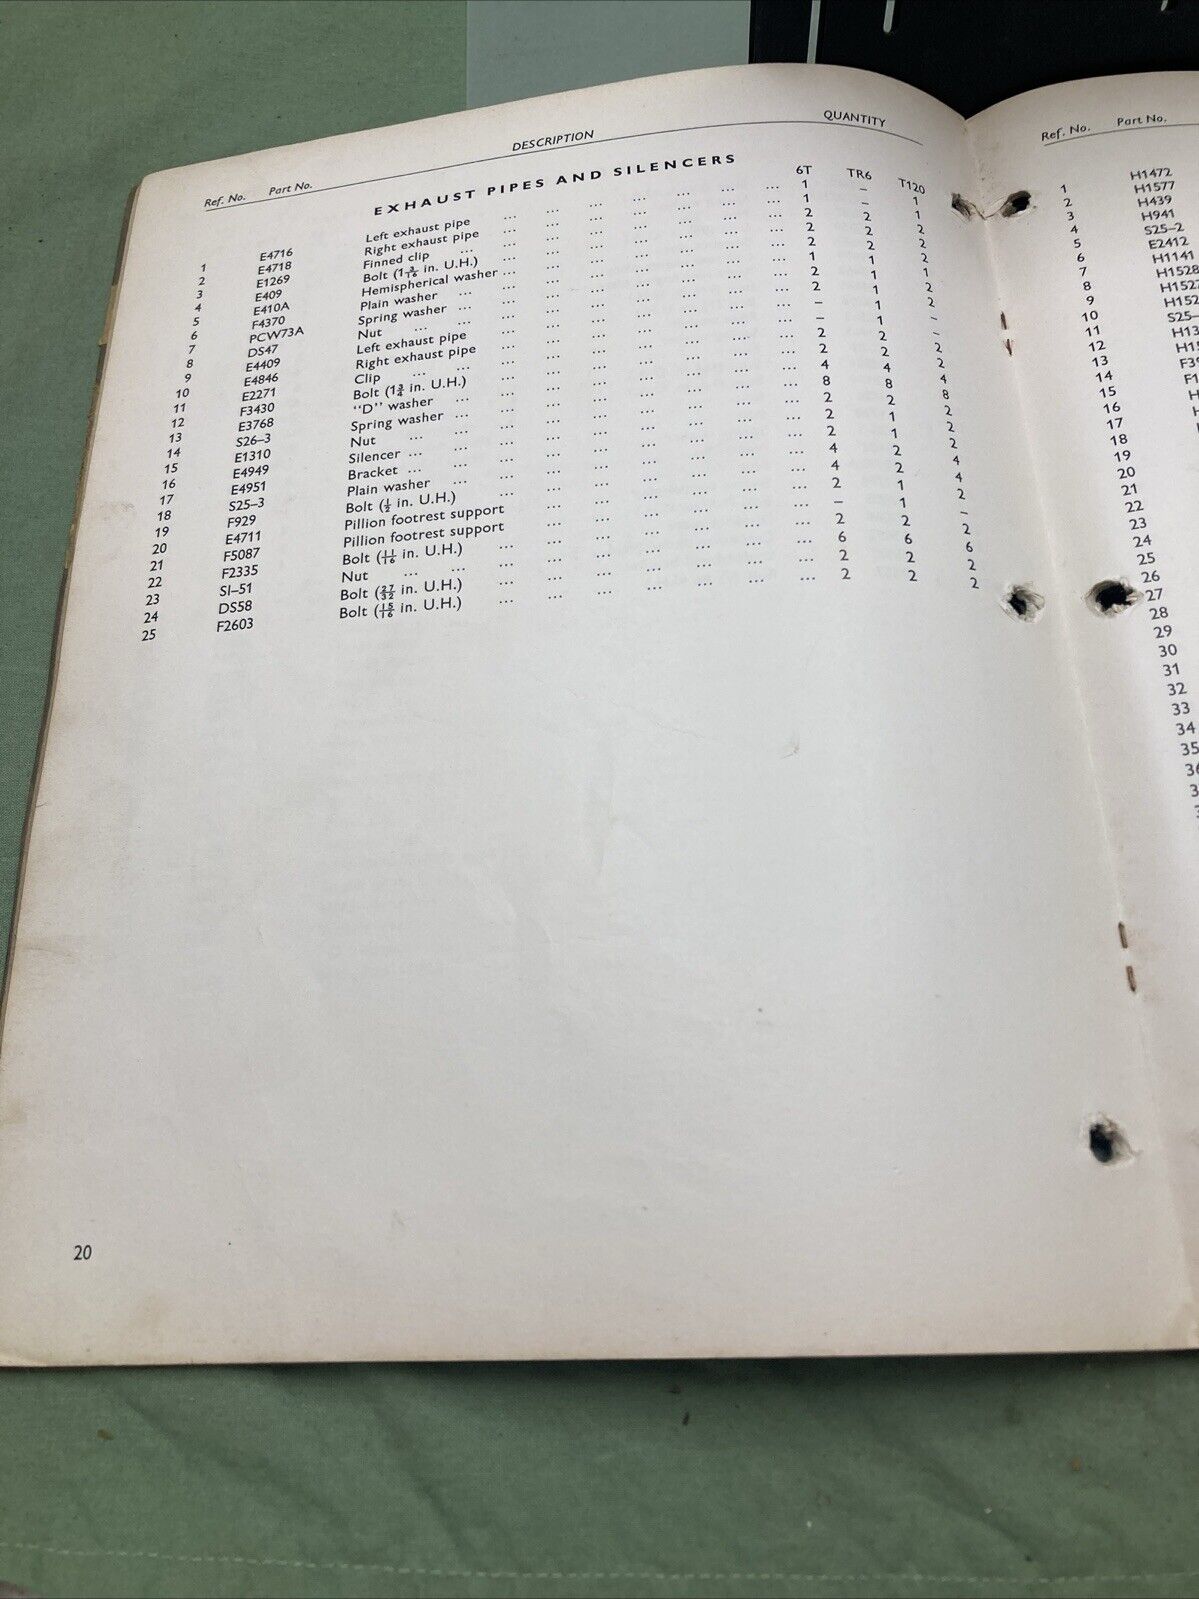 DESCRIPTION QUANTITY
Ref. No. Part No.
EXHAUST PIPES AND SILENCERS 6T TR6 T120
1 E4716 Left exhaust pipe ... 1 – 1
2 E4718 Right exhaust pipe ... 1 – 1
3 E1269 Finned clip ... 2 2 2
4 E409 Bolt (1 3/16 in. U.H.) ... 2 2 2
5 E410A Hemispherical washer ... 2 2 2
6 F4370 Plain washer ... 1 1 1
7 PCW73A Spring washer ... 2 1 2
8 DS47 Nut ... 2 1 2
9 E4409 Left exhaust pipe ... – 1 –
10 E4846 Right exhaust pipe ... – 1 –
11 E2271 Clip ... 2 2 2
12 F3430 Bolt (1¾ in. U.H.) ... 2 2 2
13 E3768 "D" washer ... 4 4 4
14 S26–3 Spring washer ... 8 8 8
15 E1310 Nut ... 2 2 2
16 E4949 Silencer ... 2 1 2
17 E4951 Bracket ... 2 1 2
18 S25–3 Plain washer ... 4 2 4
19 F929 Bolt (½ in. U.H.) ... 4 2 4
20 E4711 Pillion footrest support ... 2 1 2
21 F5087 Pillion footrest support ... – 1 –
22 F2335 Bolt (11/16 in. U.H.) ... 2 2 2
23 SI–51 Nut ... 6 6 6
24 DS58 Bolt (27/32 in. U.H.) ... 2 2 2
25 F2603 Bolt (15/16 in. U.H.) ... 2 2 2
20
Ref. No. Part No.
1 H1472
2 H1577
3 H439
4 H941
5 S25–2
6 E2412
7 H1141
8 H1528
9
10
11
12
13
14
15
16
17
18
19
20
21
22
23
24
25
26
27
28
29
30
31
32
33
34
35